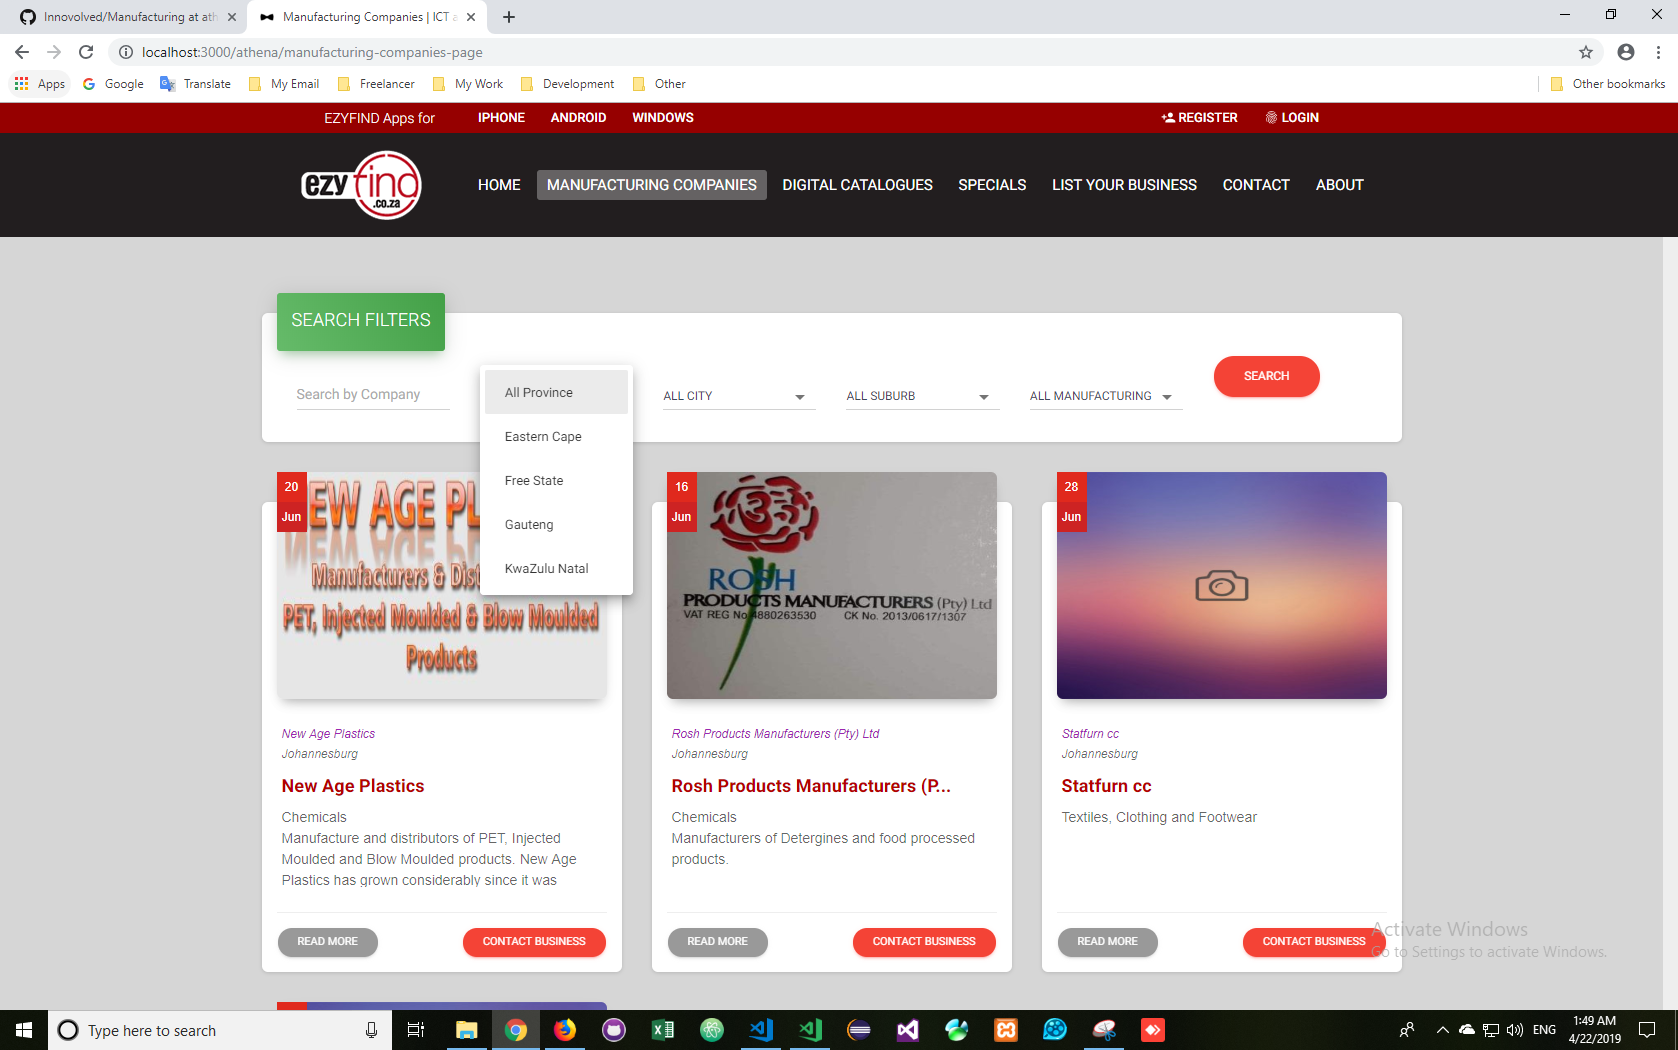 Innovolved/Manufacturing at ath
Manufacturing Companies | ICT a
localhost:3000/athena/manufacturing-companies-page
Apps
Google
Translate
My Email
Freelancer
My Work
Development
Other
Other bookmarks
EZYFIND Apps for
IPHONE
ANDROID
WINDOWS
REGISTER
LOGIN
ezyfind
.co.za
HOME
MANUFACTURING COMPANIES
DIGITAL CATALOGUES
SPECIALS
LIST YOUR BUSINESS
CONTACT
ABOUT
SEARCH FILTERS
Search by Company
All Province
Eastern Cape
Free State
Gauteng
KwaZulu Natal
ALL CITY
ALL SUBURB
ALL MANUFACTURING
SEARCH
20
Jun
EW AGE PL
Manufacturers & Dist
PET, Injected Moulded & Blow Moulded
Products
New Age Plastics
Johannesburg
New Age Plastics
Chemicals
Manufacture and distributors of PET, Injected
Moulded and Blow Moulded products. New Age
Plastics has grown considerably since it was
READ MORE
CONTACT BUSINESS
16
Jun
ROSH
PRODUCTS MANUFACTURERS (Pty) Ltd
VAT REG No 4880263530 CK No. 2013/0617/1307
Rosh Products Manufacturers (Pty) Ltd
Johannesburg
Rosh Products Manufacturers (P...
Chemicals
Manufacturers of Detergines and food processed
products.
READ MORE
CONTACT BUSINESS
28
Jun
Statfurn cc
Johannesburg
Statfurn cc
Textiles, Clothing and Footwear
READ MORE
CONTACT BUSINESS
Activate Windows
Go to Settings to activate Windows.
Type here to search
ENG
1:49 AM
4/22/2019